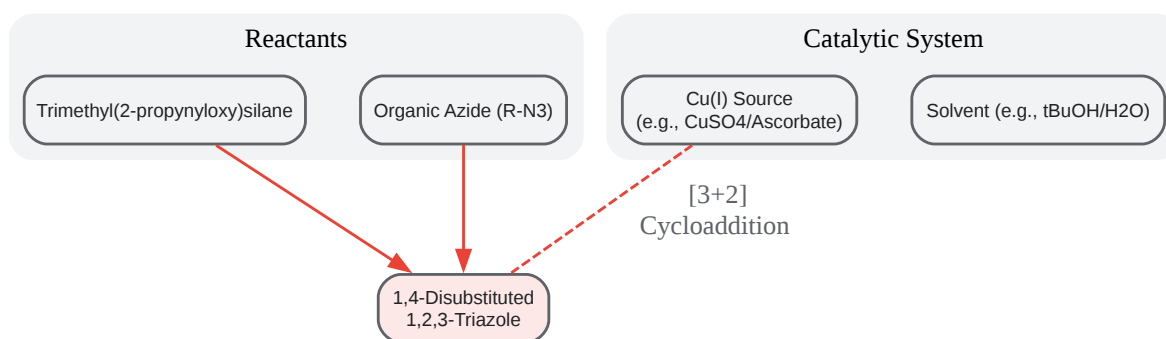 Reactants
Catalytic System
Trimethyl(2-propynyloxy)silane
Organic Azide (R-N3)
Cu(I) Source
(e.g., CuSO4/Ascorbate)
Solvent (e.g., tBuOH/H2O)
[3+2]
Cycloaddition
1,4-Disubstituted
1,2,3-Triazole